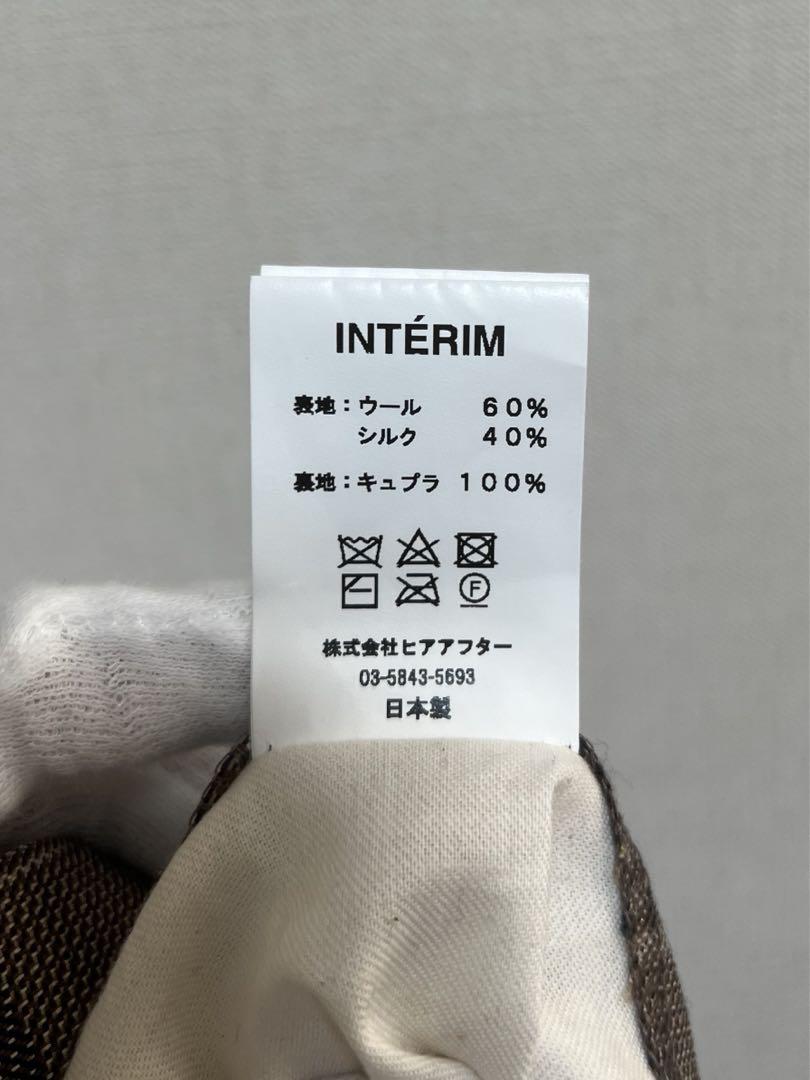 INTÉRIM
表地：ウール　６０％
シルク　４０％
裏地：キュプラ　１００％
F
株式会社ヒアアフター
03-5843-5693
日本製